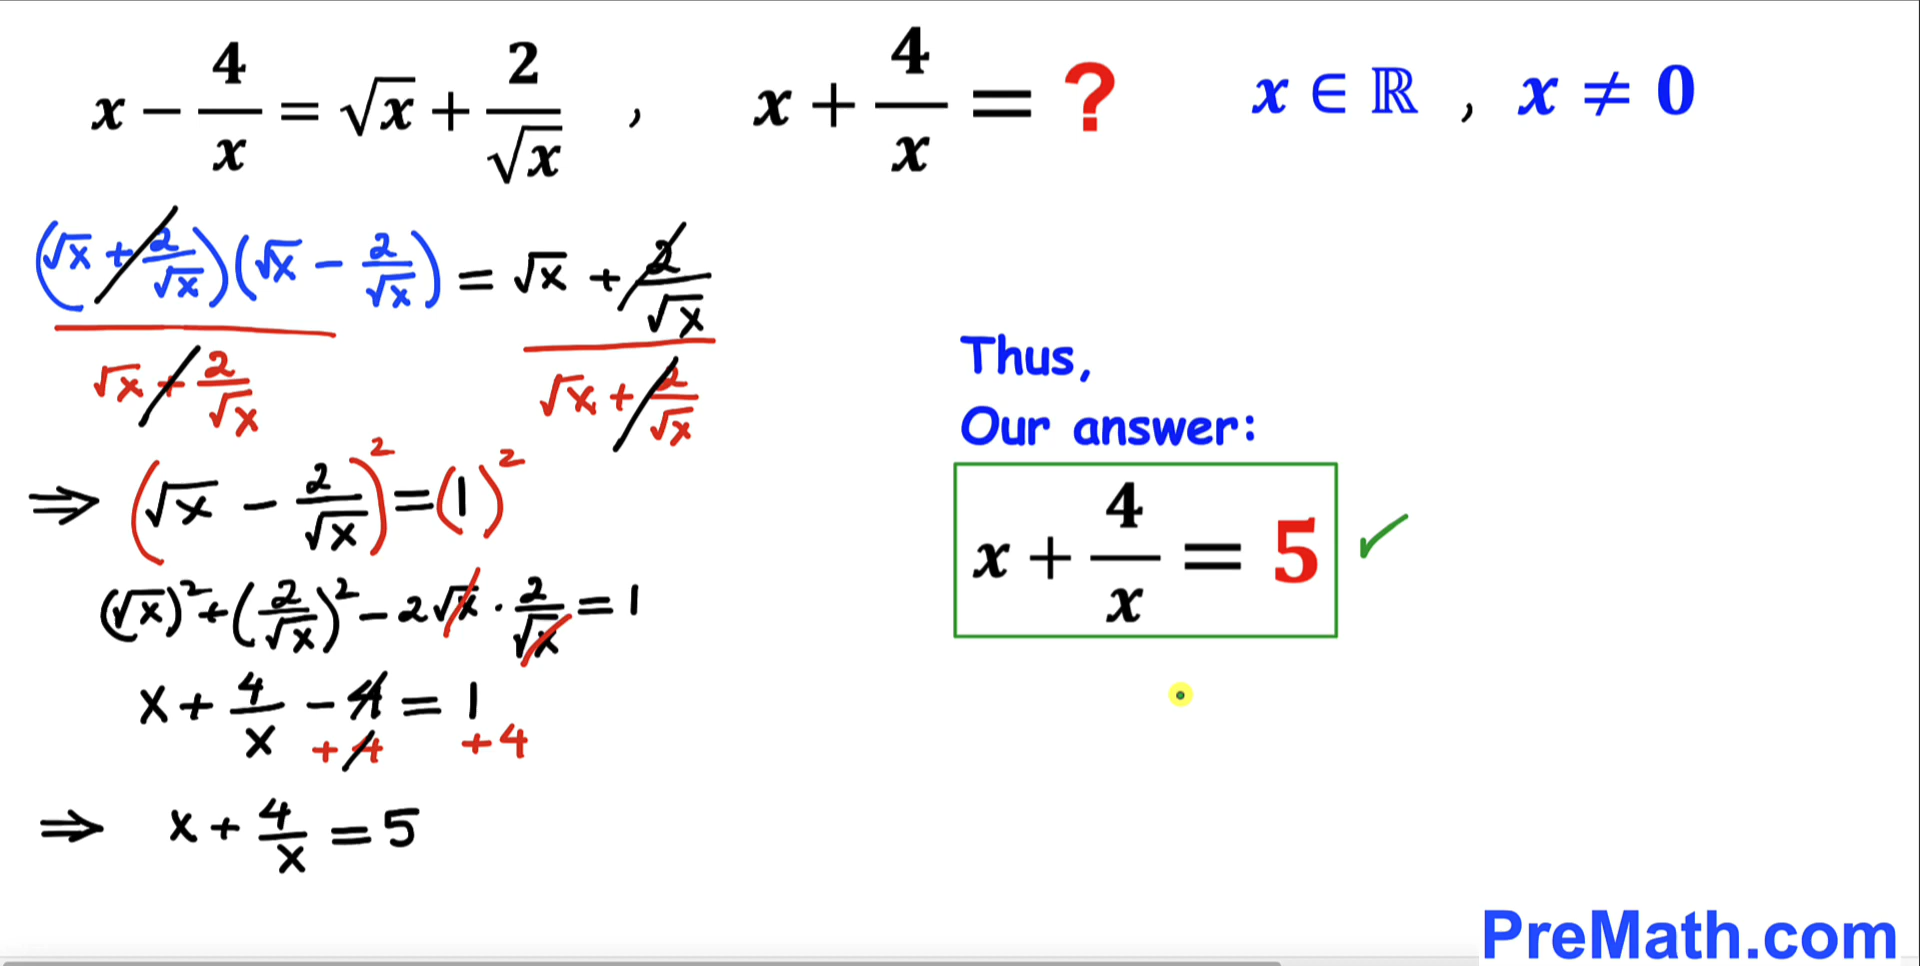 x − 4/x = √x + 2/√x , x + 4/x = ? x ∈ ℝ , x ≠ 0
(√x + 2/√x)(√x − 2/√x) = √x + 2/√x
√x + 2/√x √x + 2/√x
⇒ (√x − 2/√x)² = (1)²
(√x)² + (2/√x)² − 2√x · 2/√x = 1
x + 4/x − 4 = 1
+4 +4
⇒ x + 4/x = 5
Thus,
Our answer:
x + 4/x = 5 ✓
PreMath.com